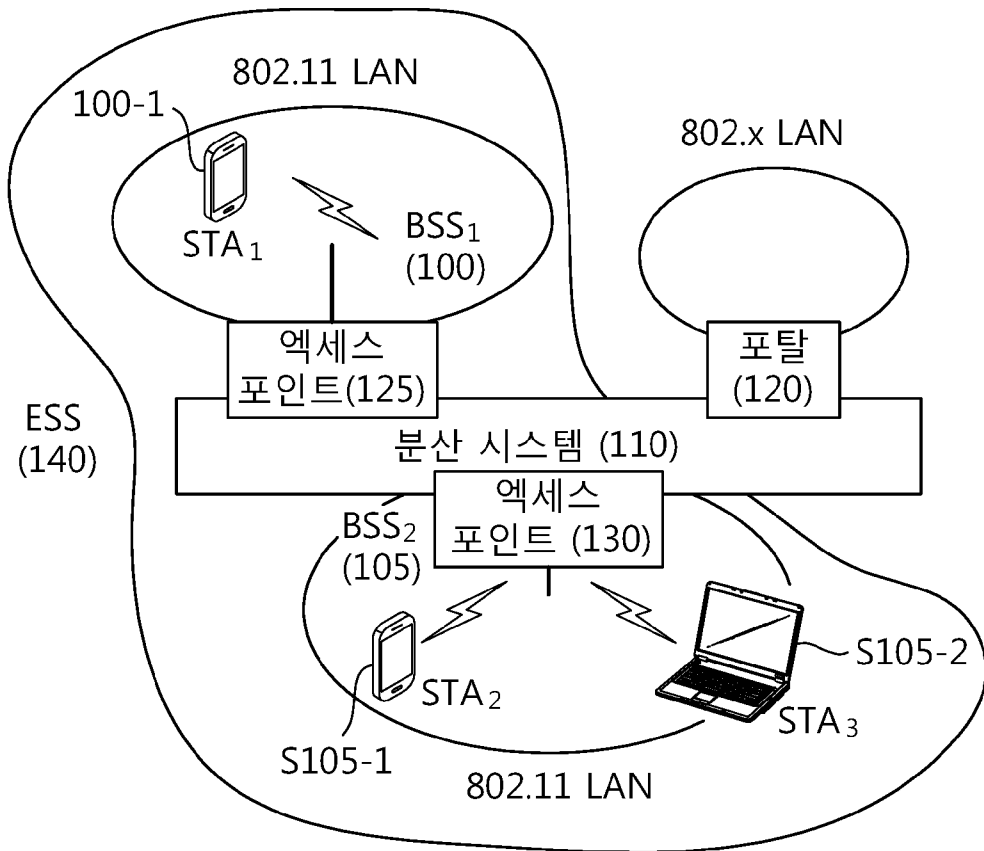 802.11 LAN
100-1
802.x LAN
STA1
BSS1
(100)
엑세스
포인트(125)
포탈
(120)
ESS
(140)
분산 시스템 (110)
엑세스
포인트 (130)
BSS2
(105)
S105-2
STA2
STA3
S105-1
802.11 LAN